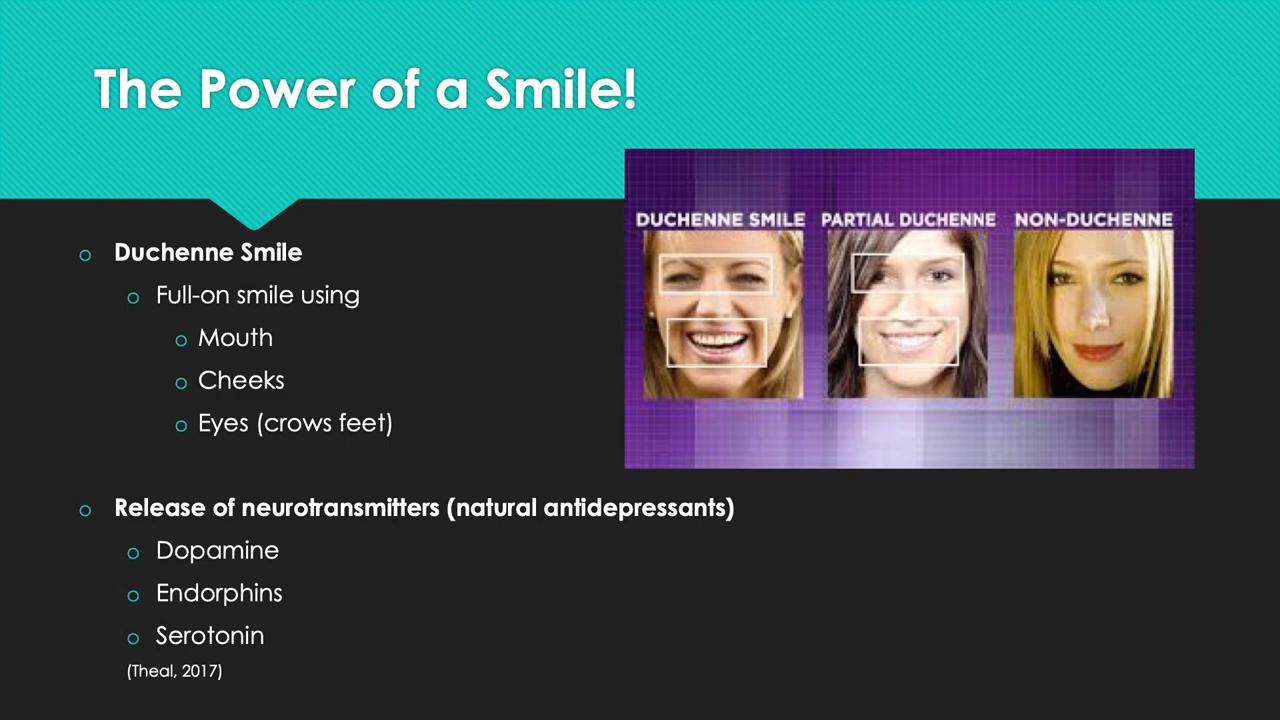 The Power of a Smile!
DUCHENNE SMILE PARTIAL DUCHENNE NON-DUCHENNE
Duchenne Smile
Full-on smile using
Mouth
Cheeks
Eyes (crows feet)
Release of neurotransmitters (natural antidepressants)
Dopamine
Endorphins
Serotonin
(Theal, 2017)